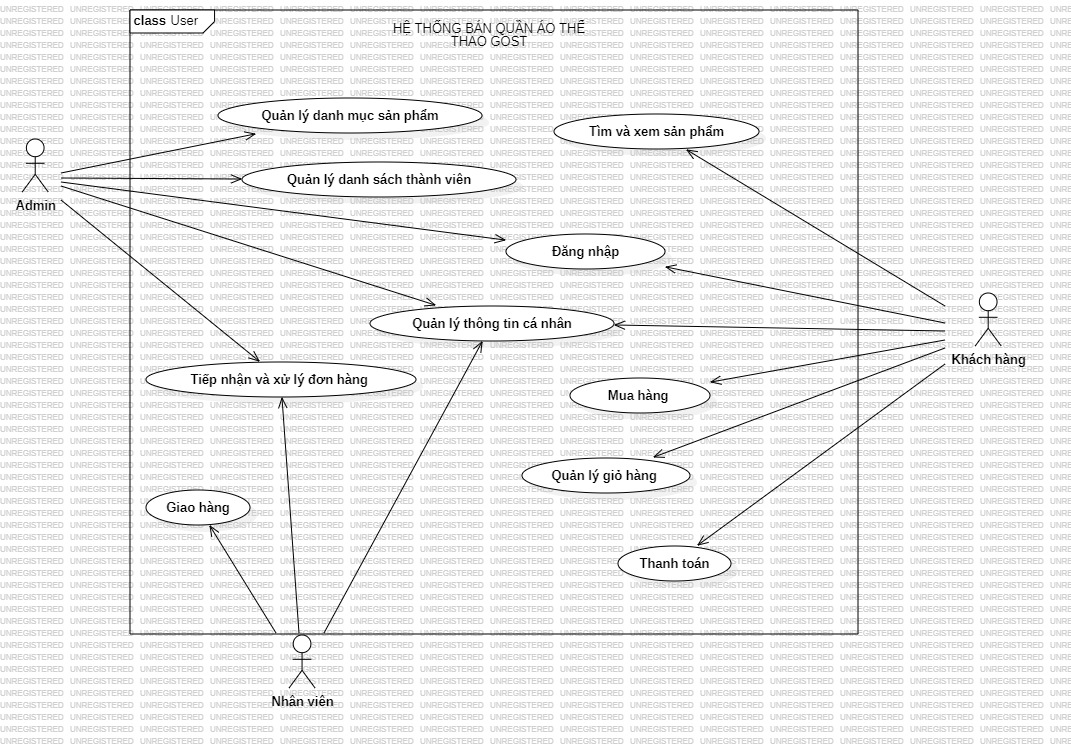 class User
HỆ THỐNG BÁN QUẦN ÁO THỂ
THAO GOST
Quản lý danh mục sản phẩm
Tìm và xem sản phẩm
Quản lý danh sách thành viên
Admin
Đăng nhập
Quản lý thông tin cá nhân
Khách hàng
Tiếp nhận và xử lý đơn hàng
Mua hàng
Quản lý giỏ hàng
Giao hàng
Thanh toán
Nhân viên
UNREGISTERED